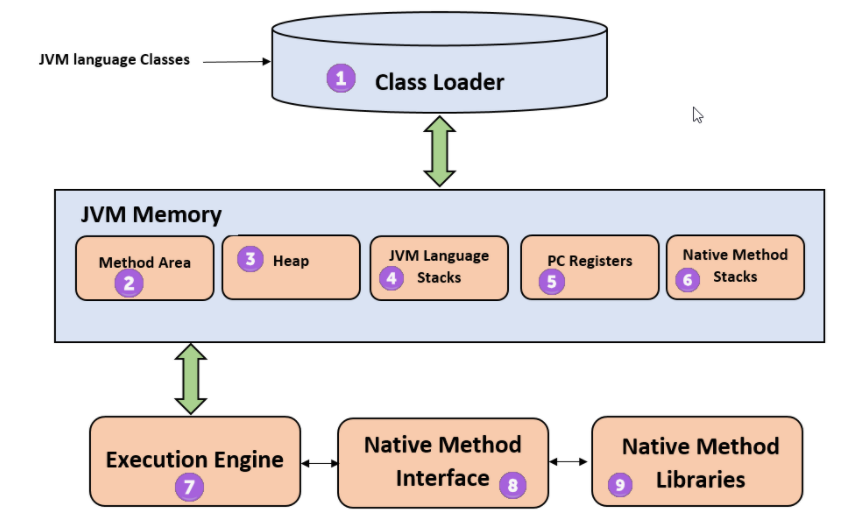 JVM language Classes
1 Class Loader
JVM Memory
Method Area
2
3 Heap
JVM Language
4 Stacks
PC Registers
5
Native Method
6 Stacks
Execution Engine
7
Native Method
Interface 8
Native Method
9 Libraries